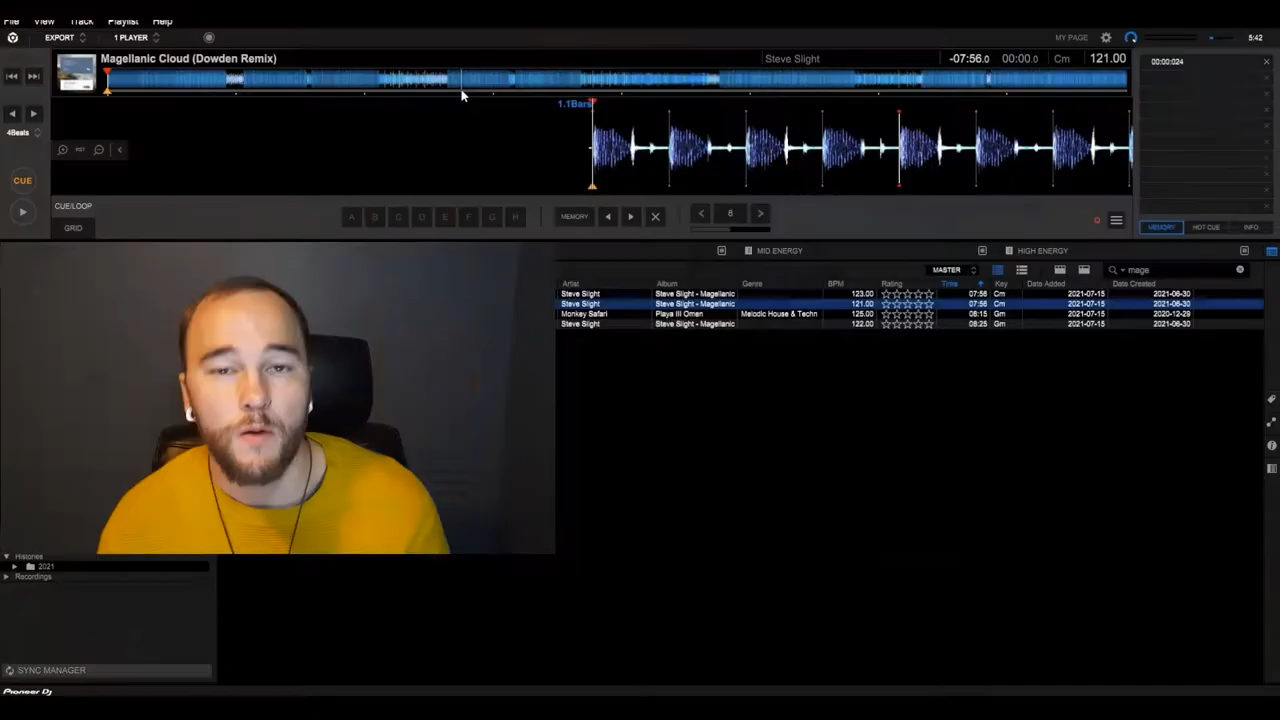 File View Track Playlist Help
EXPORT 1 PLAYER MY PAGE 5:42
Magellanic Cloud (Dowden Remix) Steve Slight -07:56.0 00:00.0 Cm 121.00
00:00:024
1.1Bars
4Beats
RST
CUE
CUE/LOOP
GRID
A B C D E F G H MEMORY 8
MEMORY HOT CUE INFO
MID ENERGY HIGH ENERGY
MASTER mage
Artist Album Genre BPM Rating Time Key Date Added Date Created
Steve Slight Steve Slight - Magellanic 123.00 07:56 Cm 2021-07-15 2021-06-30
Steve Slight Steve Slight - Magellanic 121.00 07:56 Cm 2021-07-15 2021-06-30
Monkey Safari Playa III Omen Melodic House & Techn 125.00 08:15 Gm 2021-07-15 2020-12-29
Steve Slight Steve Slight - Magellanic 122.00 08:25 Gm 2021-07-15 2021-06-30
Histories
2021
Recordings
SYNC MANAGER
Pioneer Dj